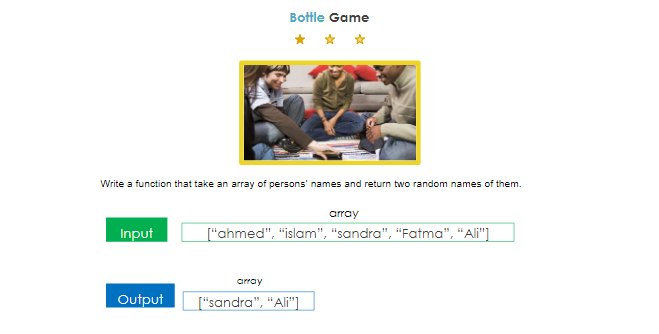 Bottle Game
Write a function that take an array of persons' names and return two random names of them.
array
Input
[“ahmed”, “islam”, “sandra”, “Fatma”, “Ali”]
array
Output
[“sandra”, “Ali”]